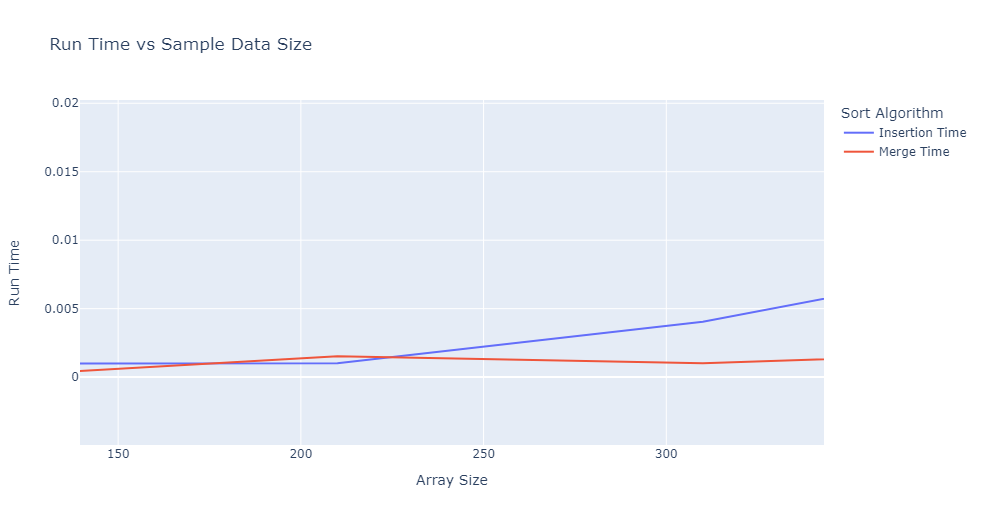 Run Time vs Sample Data Size
Sort Algorithm
Insertion Time
Merge Time
Run Time
0.02
0.015
0.01
0.005
0
150
200
250
300
Array Size